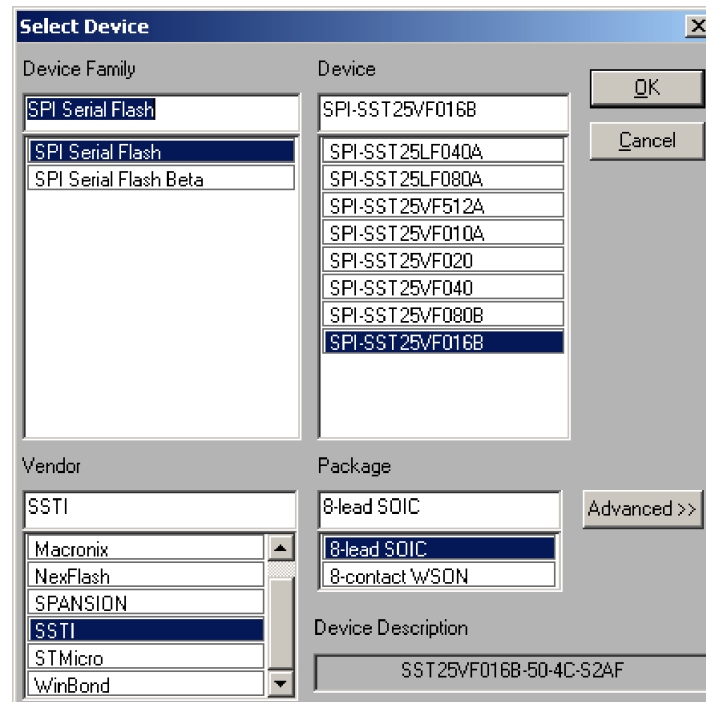 Select Device
Device Family
SPI Serial Flash
SPI Serial Flash
SPI Serial Flash Beta
Device
SPI-SST25VF016B
SPI-SST25LF040A
SPI-SST25LF080A
SPI-SST25VF512A
SPI-SST25VF010A
SPI-SST25VF020
SPI-SST25VF040
SPI-SST25VF080B
SPI-SST25VF016B
OK
Cancel
Vendor
SSTI
Macronix
NexFlash
SPANSION
SSTI
STMicro
WinBond
Package
8-lead SOIC
8-lead SOIC
8-contact WSON
Advanced >>
Device Description
SST25VF016B-50-4C-S2AF